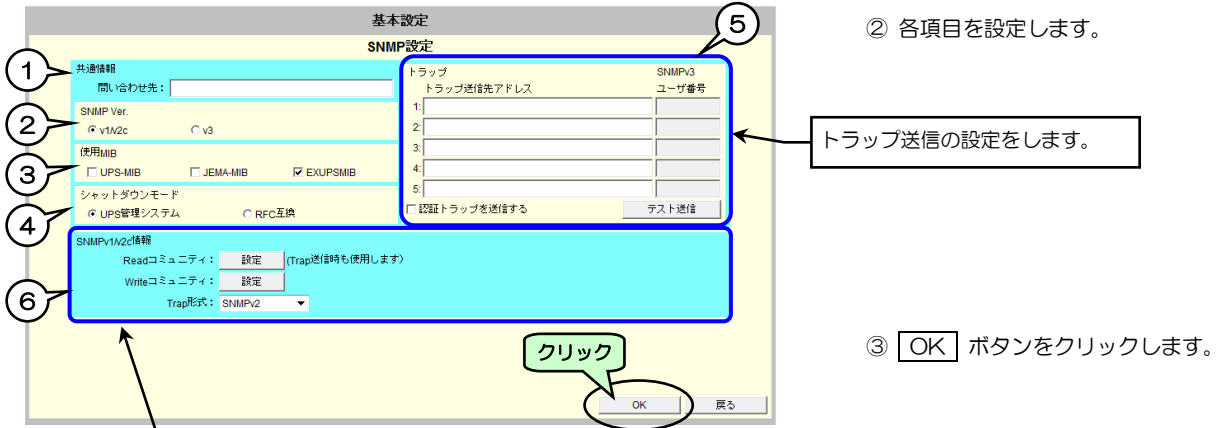 基本設定
SNMP設定
1
共通情報
問い合わせ先：
2
SNMP Ver.
v1/v2c
v3
3
使用MIB
UPS-MIB
JEMA-MIB
EXUPSMIB
4
シャットダウンモード
UPS管理システム
RFC互換
5
トラップ
SNMPv3
トラップ送信先アドレス
ユーザ番号
1:
2:
3:
4:
5:
認証トラップを送信する
テスト送信
6
SNMPv1/v2c情報
Readコミュニティ：
設定
(Trap送信時も使用します)
Writeコミュニティ：
設定
Trap形式：
SNMPv2
クリック
OK
戻る
② 各項目を設定します。
トラップ送信の設定をします。
③ OK ボタンをクリックします。